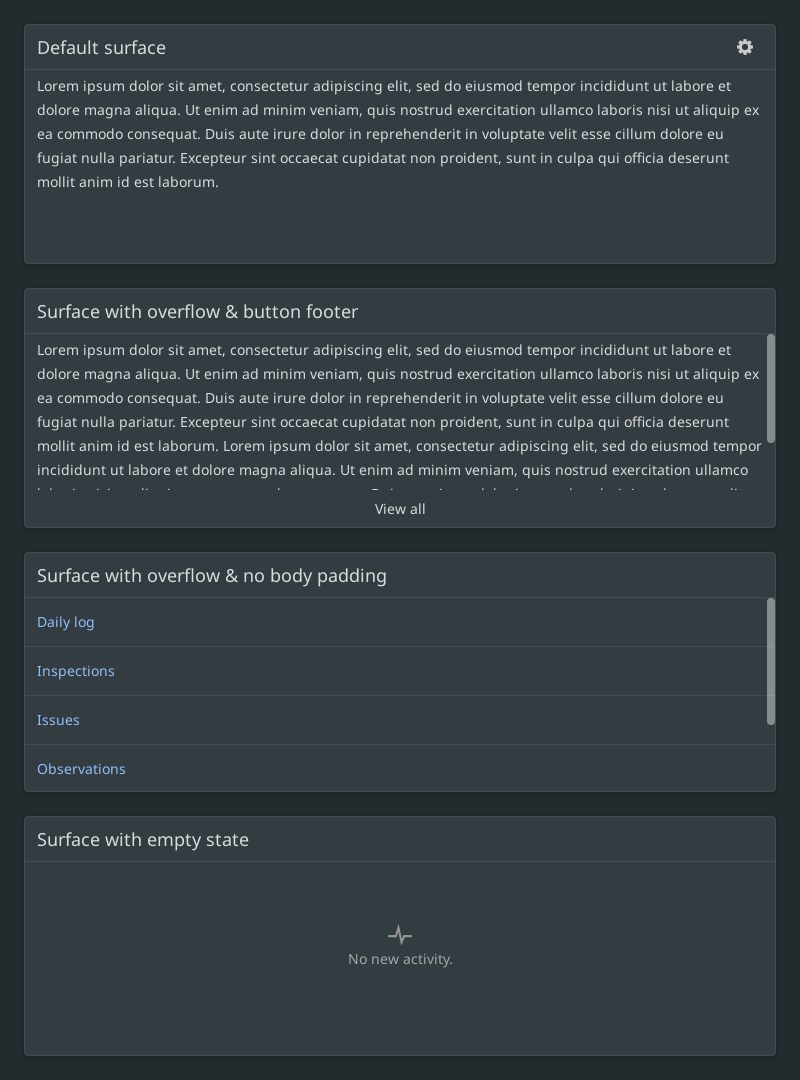 Default surface
Lorem ipsum dolor sit amet, consectetur adipiscing elit, sed do eiusmod tempor incididunt ut labore et
dolore magna aliqua. Ut enim ad minim veniam, quis nostrud exercitation ullamco laboris nisi ut aliquip ex
ea commodo consequat. Duis aute irure dolor in reprehenderit in voluptate velit esse cillum dolore eu
fugiat nulla pariatur. Excepteur sint occaecat cupidatat non proident, sunt in culpa qui officia deserunt
mollit anim id est laborum.
Surface with overflow & button footer
Lorem ipsum dolor sit amet, consectetur adipiscing elit, sed do eiusmod tempor incididunt ut labore et
dolore magna aliqua. Ut enim ad minim veniam, quis nostrud exercitation ullamco laboris nisi ut aliquip ex
ea commodo consequat. Duis aute irure dolor in reprehenderit in voluptate velit esse cillum dolore eu
fugiat nulla pariatur. Excepteur sint occaecat cupidatat non proident, sunt in culpa qui officia deserunt
mollit anim id est laborum. Lorem ipsum dolor sit amet, consectetur adipiscing elit, sed do eiusmod tempor
incididunt ut labore et dolore magna aliqua. Ut enim ad minim veniam, quis nostrud exercitation ullamco
View all
Surface with overflow & no body padding
Daily log
Inspections
Issues
Observations
Surface with empty state
No new activity.